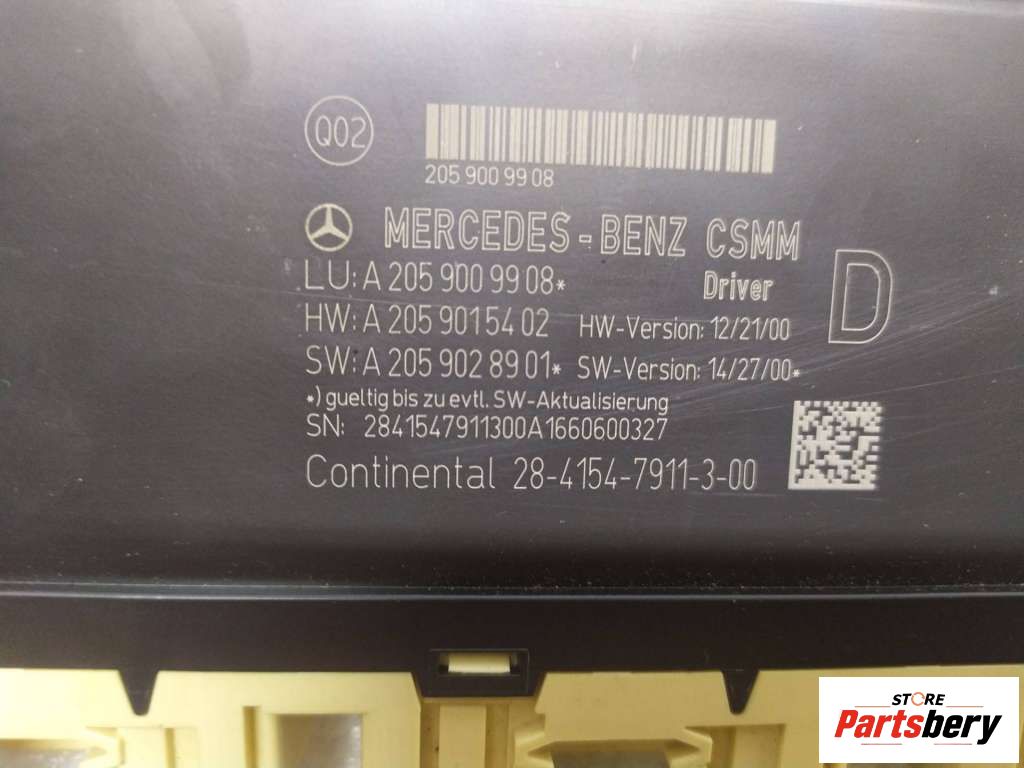 Q02
205 900 99 08
MERCEDES-BENZ CSMM
LU: A 205 900 99 08* Driver D
HW: A 205 901 54 02 HW-Version: 12/21/00
SW: A 205 902 89 01* SW-Version: 14/27/00*
*) gueltig bis zu evtl. SW-Aktualisierung
SN: 2841547911300A1660600327
Continental 28-4154-7911-3-00
STORE
Partsbery